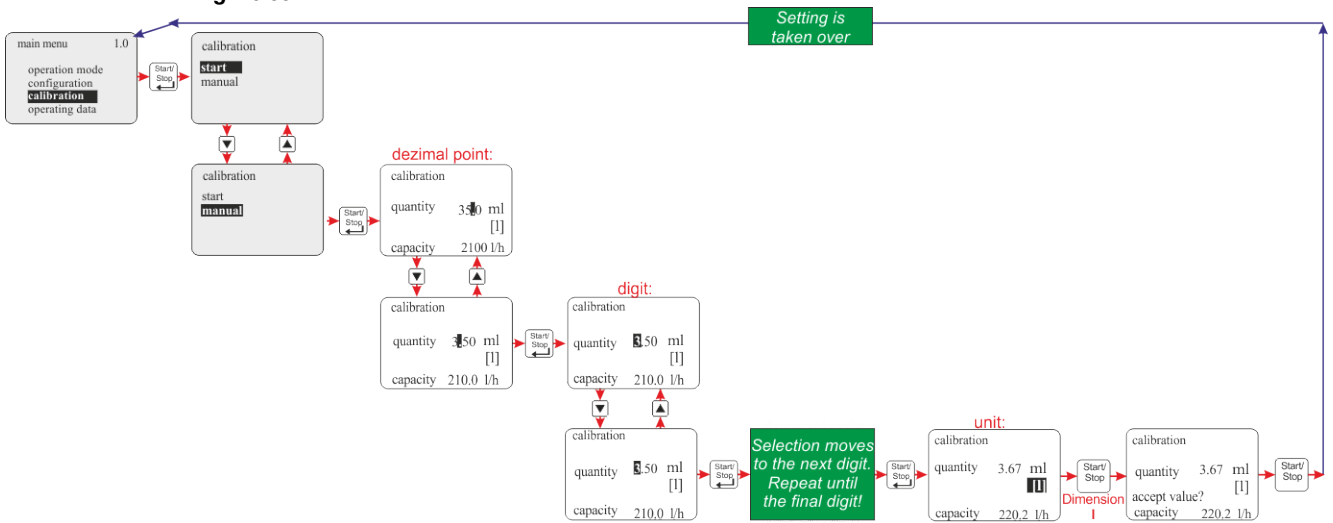 Setting is
taken over
main menu 1.0
operation mode
configuration
calibration
operating data
Start/
Stop
calibration
start
manual
calibration
start
manual
Start/
Stop
dezimal point:
calibration
quantity 35.0 ml
[l]
capacity 2100 l/h
calibration
quantity 3.50 ml
[l]
capacity 210.0 l/h
Start/
Stop
digit:
calibration
quantity 3.50 ml
[l]
capacity 210.0 l/h
calibration
quantity 3.50 ml
[l]
capacity 210,0 l/h
Start/
Stop
Selection moves
to the next digit.
Repeat until
the final digit!
Start/
Stop
unit:
calibration
quantity 3.67 ml
[l]
capacity 220,2 l/h
Start/
Stop
Dimension
l
calibration
quantity 3.67 ml
[l]
accept value?
capacity 220,2 l/h
Start/
Stop